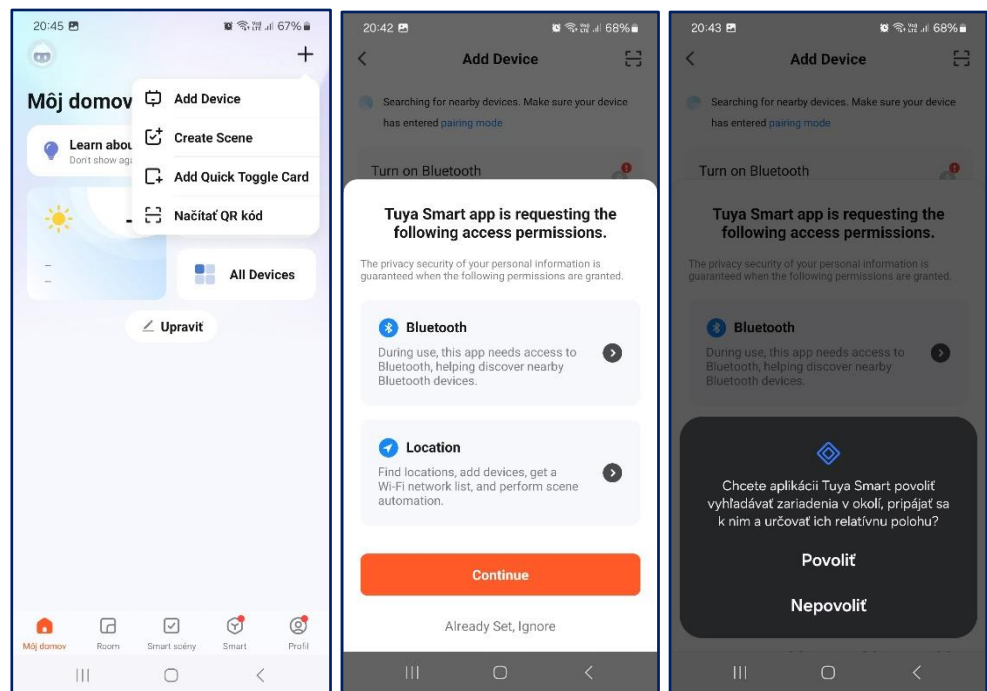 20:45
67%
Môj domov
Add Device
Create Scene
Add Quick Toggle Card
Načítať QR kód
Learn abou
Don't show aga
–
–
All Devices
Upraviť
Môj domov
Room
Smart scény
Smart
Profil
20:42
68%
Add Device
Searching for nearby devices. Make sure your device
has entered pairing mode
Turn on Bluetooth
Tuya Smart app is requesting the
following access permissions.
The privacy security of your personal information is
guaranteed when the following permissions are granted.
Bluetooth
During use, this app needs access to
Bluetooth, helping discover nearby
Bluetooth devices.
Location
Find locations, add devices, get a
Wi-Fi network list, and perform scene
automation.
Continue
Already Set, Ignore
20:43
68%
Add Device
Searching for nearby devices. Make sure your device
has entered pairing mode
Turn on Bluetooth
Tuya Smart app is requesting the
following access permissions.
The privacy security of your personal information is
guaranteed when the following permissions are granted.
Bluetooth
During use, this app needs access to
Bluetooth, helping discover nearby
Bluetooth devices.
Chcete aplikácii Tuya Smart povoliť
vyhľadávať zariadenia v okolí, pripájať sa
k nim a určovať ich relatívnu polohu?
Povoliť
Nepovoliť